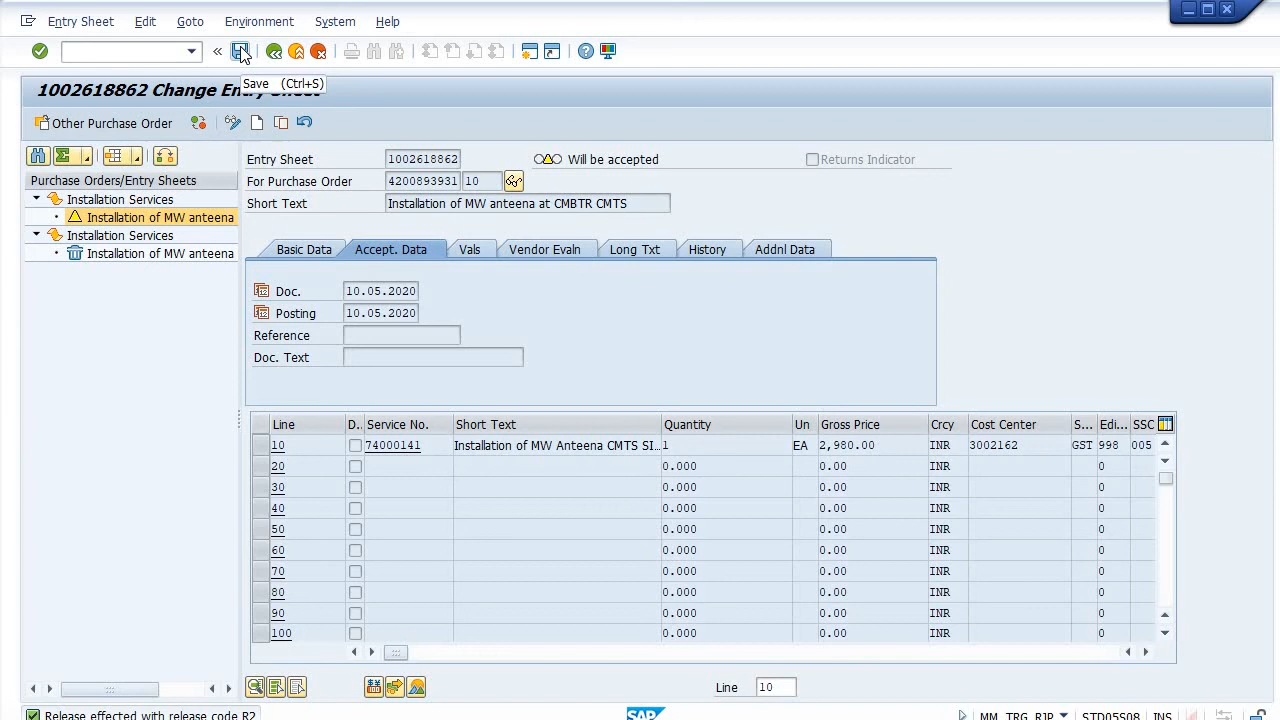 Entry Sheet Edit Goto Environment System Help
Save (Ctrl+S)
1002618862 Change Entry Sheet
Other Purchase Order
Purchase Orders/Entry Sheets
Installation Services
Installation of MW anteena
Installation Services
Installation of MW anteena
Entry Sheet 1002618862 Will be accepted Returns Indicator
For Purchase Order 4200893931 10
Short Text Installation of MW anteena at CMBTR CMTS
Basic Data Accept. Data Vals Vendor Evaln Long Txt History Addnl Data
Doc. 10.05.2020
Posting 10.05.2020
Reference
Doc. Text
Line D.. Service No. Short Text Quantity Un Gross Price Crcy Cost Center S... Edi... SSC
10 74000141 Installation of MW Anteena CMTS SI... 1 EA 2,980.00 INR 3002162 GST 998 005
20 0.000 0.00 INR 0
30 0.000 0.00 INR 0
40 0.000 0.00 INR 0
50 0.000 0.00 INR 0
60 0.000 0.00 INR 0
70 0.000 0.00 INR 0
80 0.000 0.00 INR 0
90 0.000 0.00 INR 0
100 0.000 0.00 INR 0
Line 10
Release effected with release code R2 SAP MM_TRG_RJP STD05S08 INS